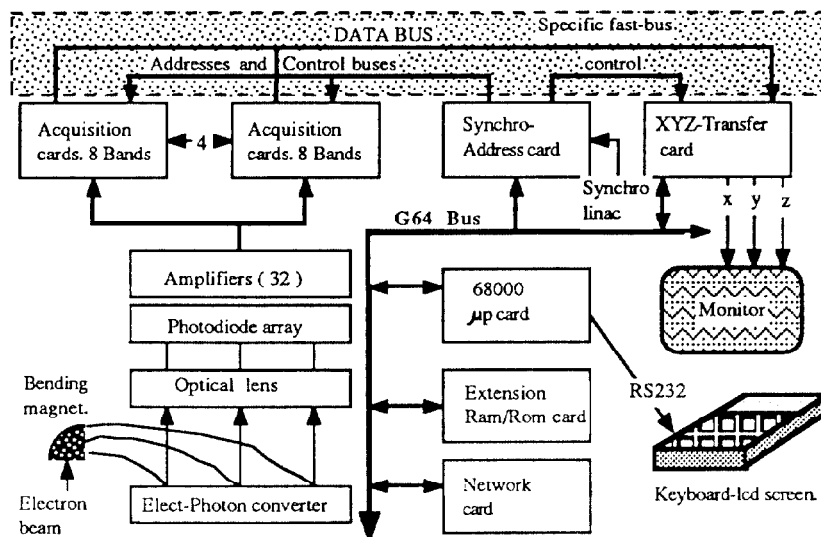 DATA BUS
Specific fast-bus
Addresses and Control buses
control
Acquisition
cards. 8 Bands
4
Acquisition
cards. 8 Bands
Synchro-
Address card
XYZ-Transfer
card
Synchro
linac
x y z
G64 Bus
Amplifiers ( 32 )
Photodiode array
Optical lens
Bending
magnet.
Electron
beam
Elect-Photon converter
68000
µp card
Extension
Ram/Rom card
Network
card
Monitor
RS232
Keyboard-lcd screen.